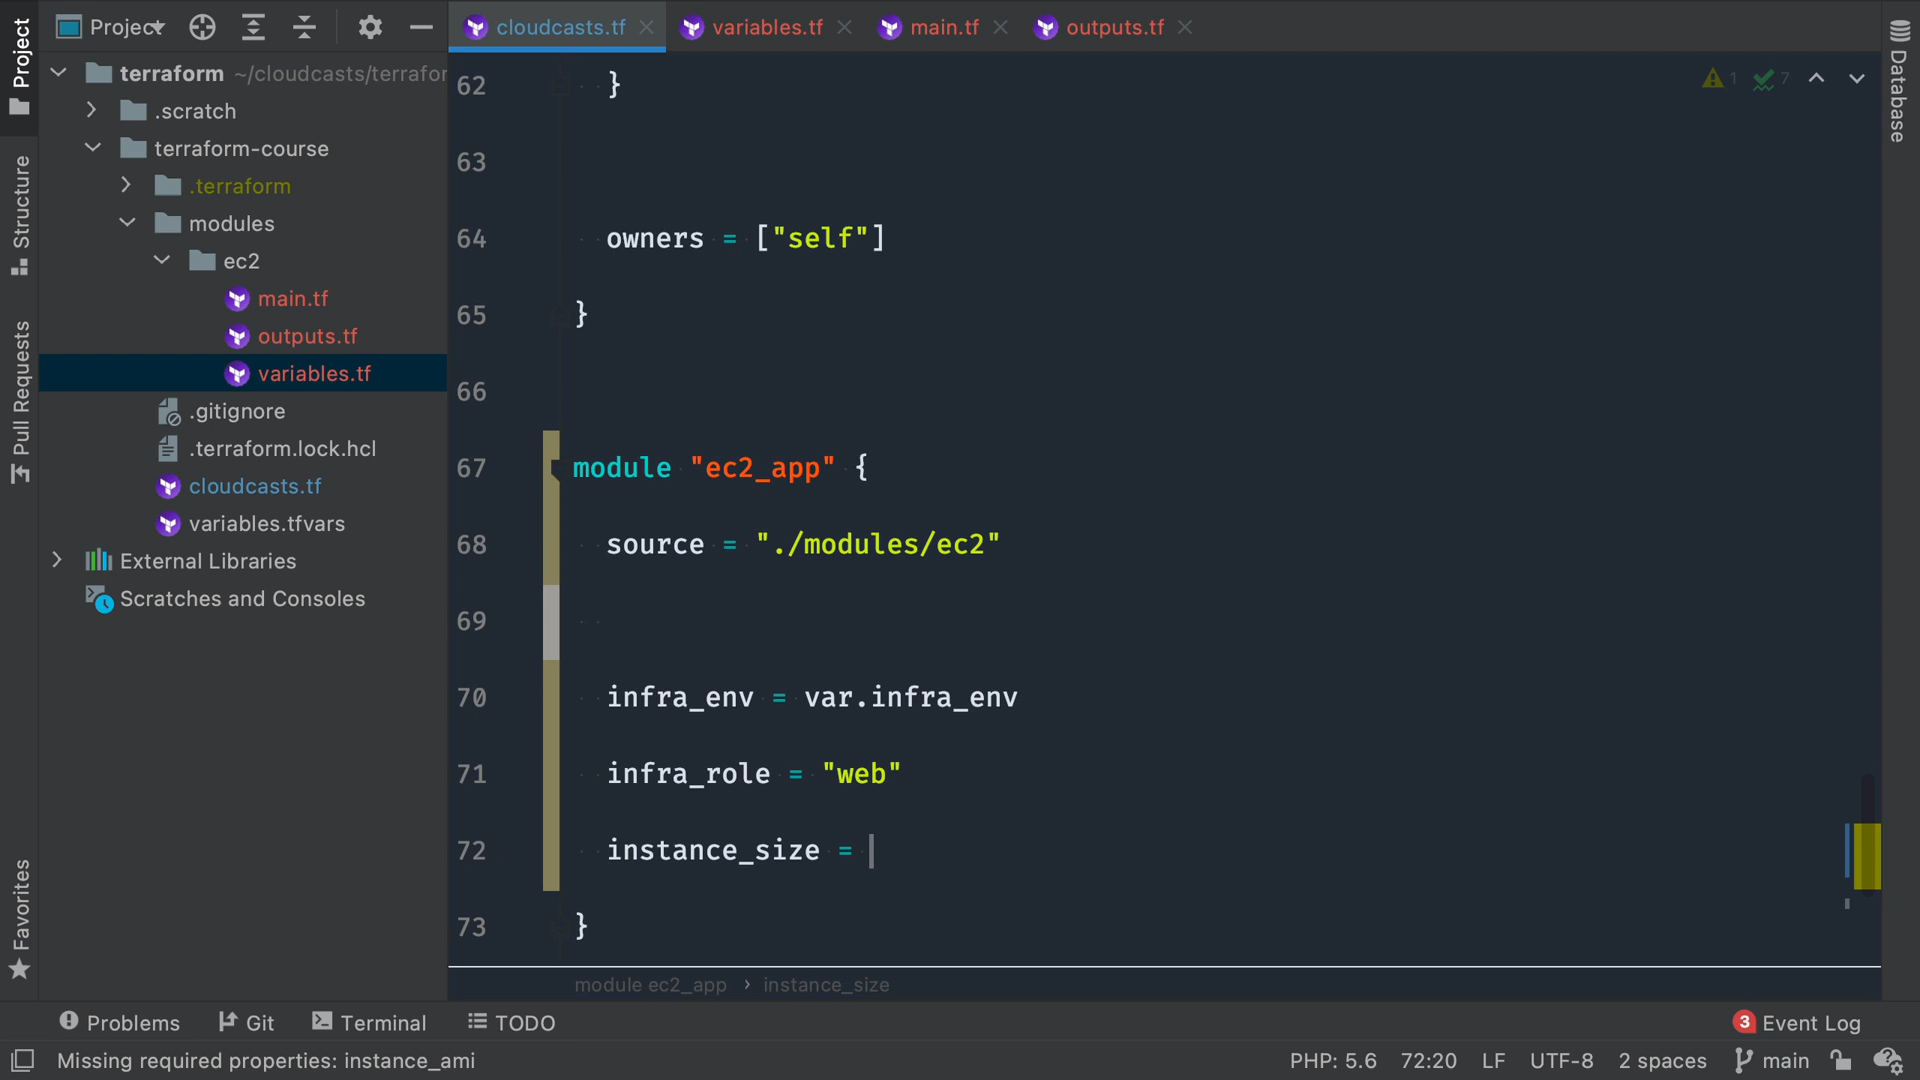 Project
cloudcasts.tf
variables.tf
main.tf
outputs.tf
Project
Structure
Pull Requests
Favorites
Database
terraform ~/cloudcasts/terrafor
.scratch
terraform-course
.terraform
modules
ec2
main.tf
outputs.tf
variables.tf
.gitignore
.terraform.lock.hcl
cloudcasts.tf
variables.tfvars
External Libraries
Scratches and Consoles
1 7
62 }
63
64 owners = ["self"]
65 }
66
67 module "ec2_app" {
68 source = "./modules/ec2"
69
70 infra_env = var.infra_env
71 infra_role = "web"
72 instance_size =
73 }
module ec2_app › instance_size
Problems Git Terminal TODO 3 Event Log
Missing required properties: instance_ami PHP: 5.6 72:20 LF UTF-8 2 spaces main